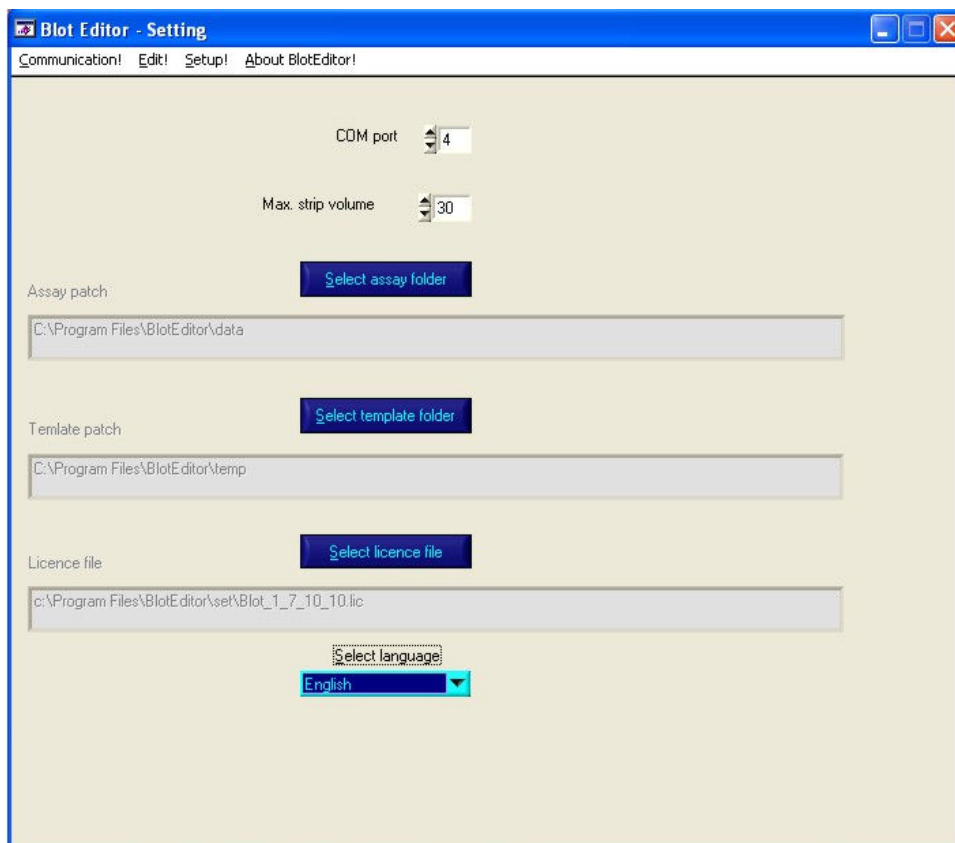 Blot Editor - Setting
Communication! Edit! Setup! About BlotEditor!
COM port 4
Max. strip volume 30
Select assay folder
Assay patch
C:\Program Files\BlotEditor\data
Select template folder
Temlate patch
C:\Program Files\BlotEditor\temp
Select licence file
Licence file
c:\Program Files\BlotEditor\set\Blot_1_7_10_10.lic
Select language
English